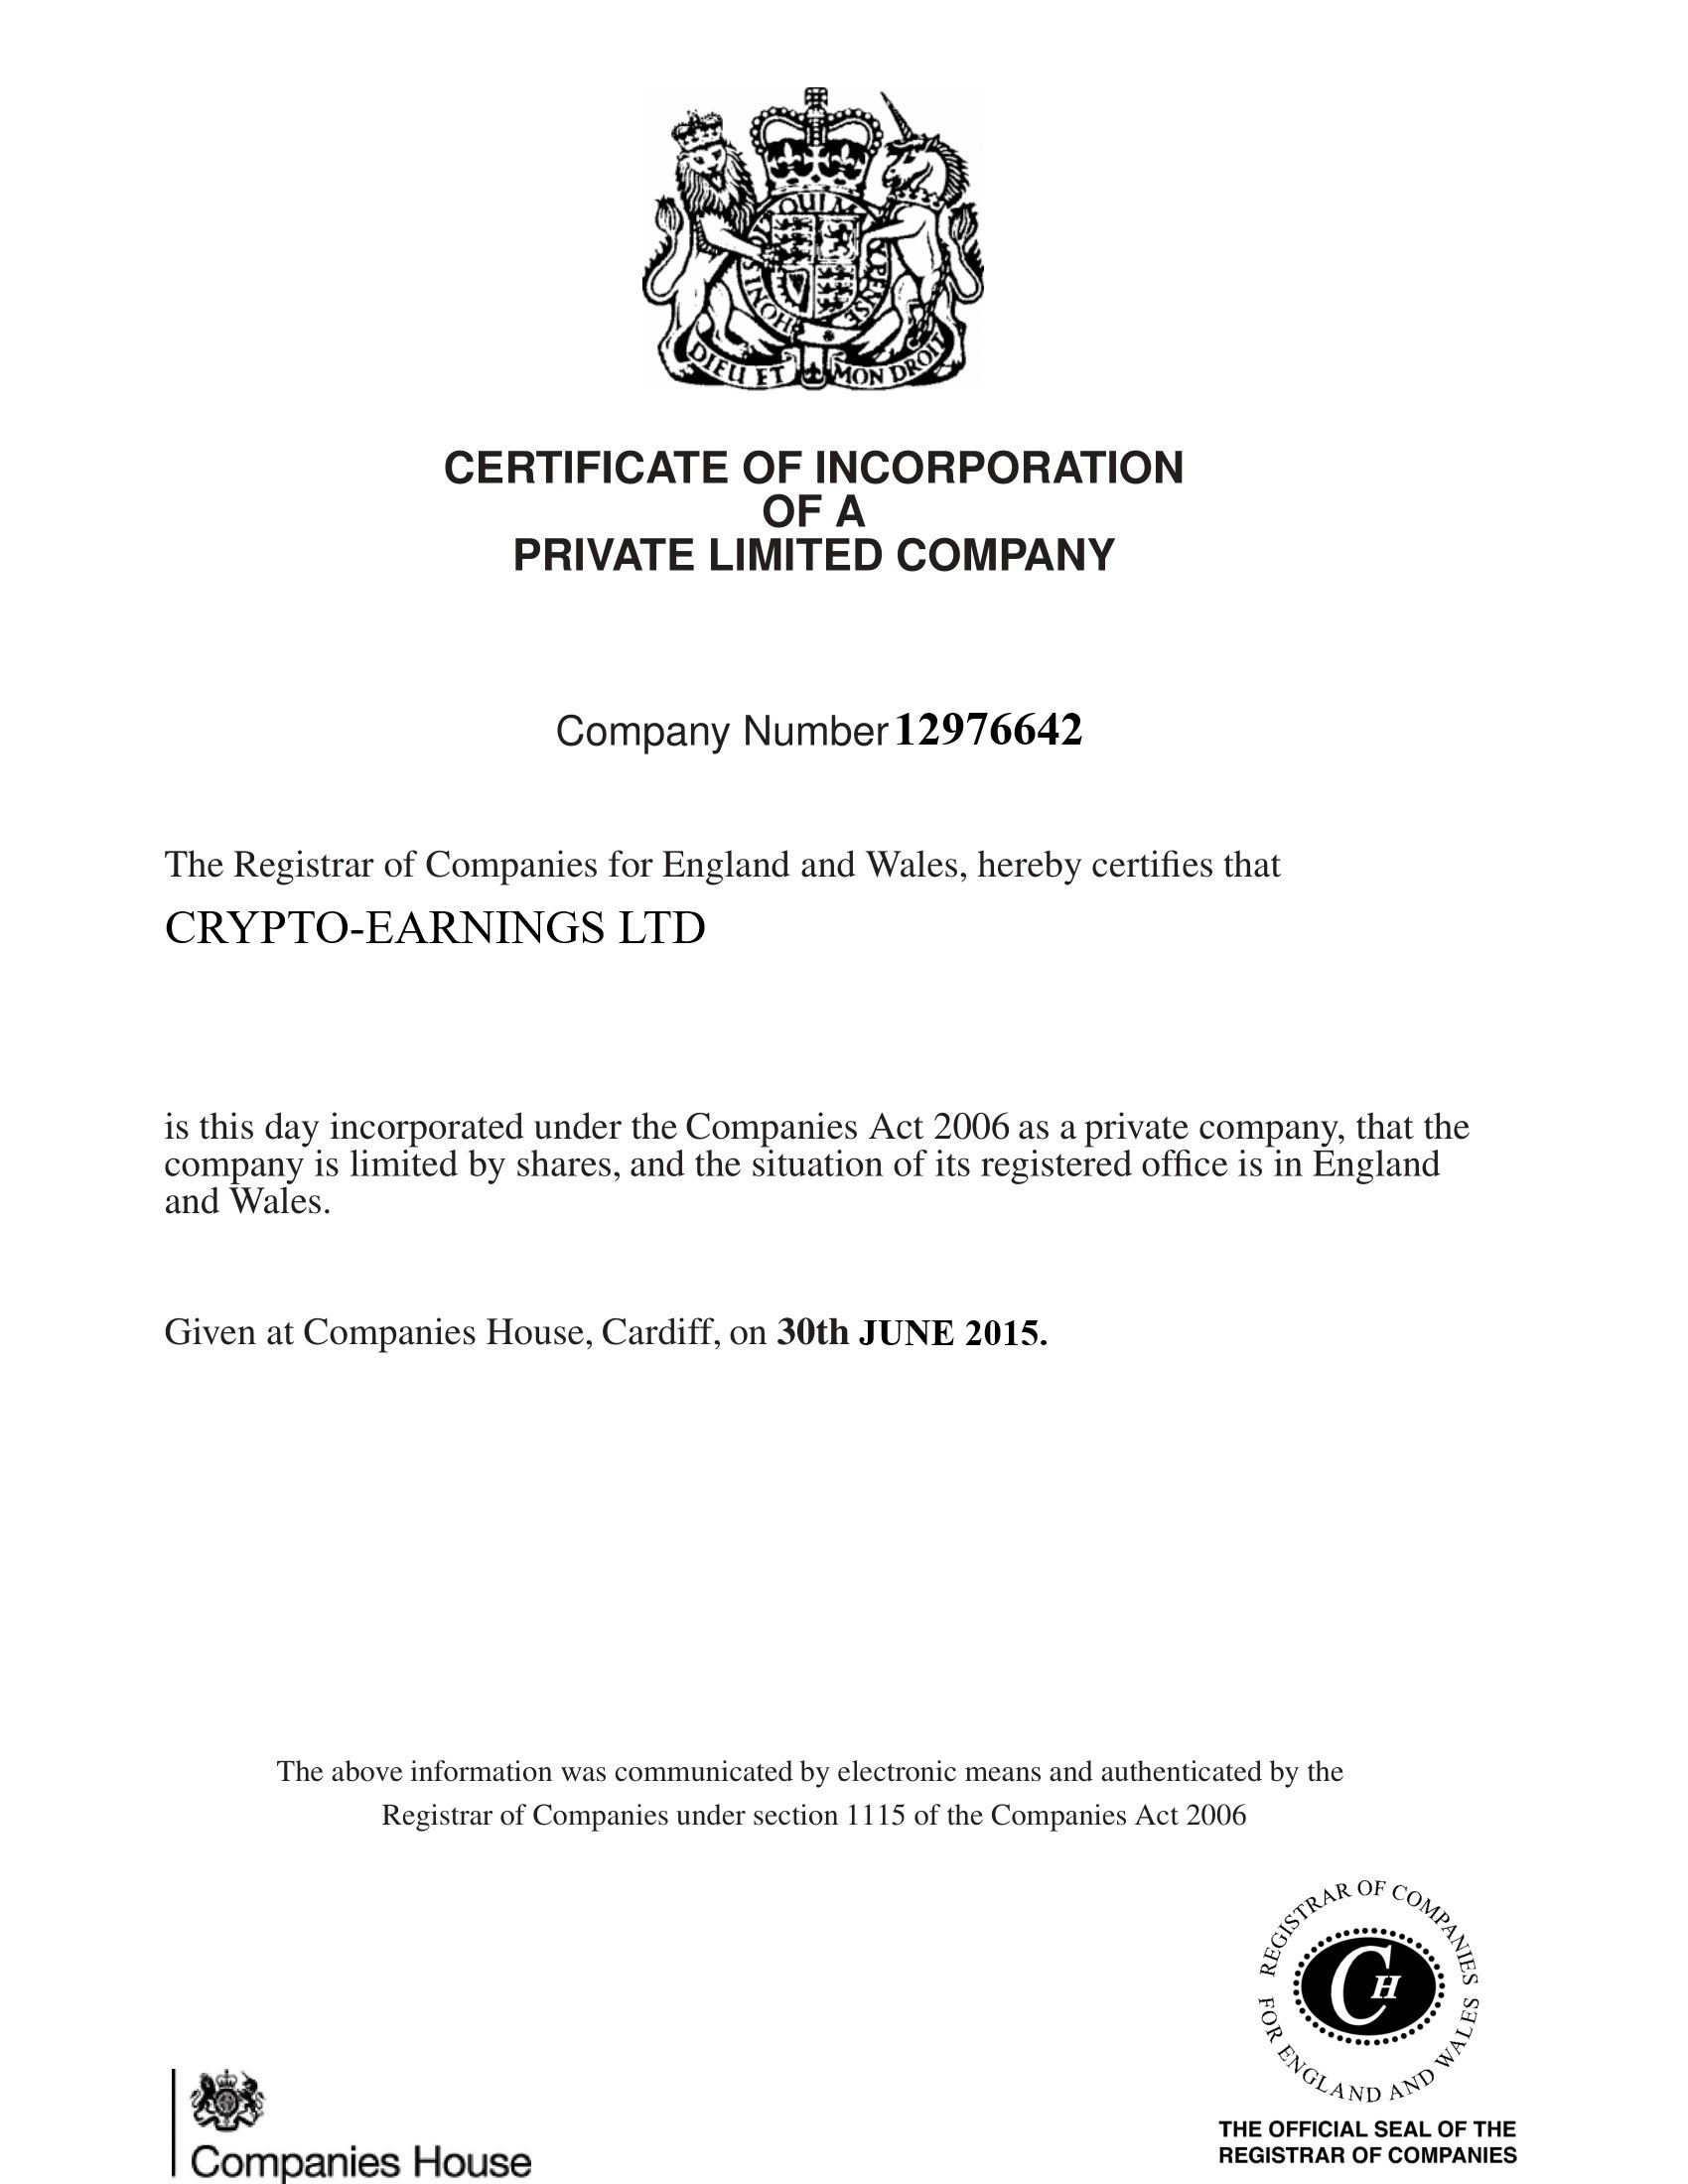 HONI S OIT QUI MAL Y PENSE
DIEU ET MON DROIT
CERTIFICATE OF INCORPORATION
OF A
PRIVATE LIMITED COMPANY
Company Number 12976642
The Registrar of Companies for England and Wales, hereby certifies that
CRYPTO-EARNINGS LTD
is this day incorporated under the Companies Act 2006 as a private company, that the
company is limited by shares, and the situation of its registered office is in England
and Wales.
Given at Companies House, Cardiff, on 30th JUNE 2015.
The above information was communicated by electronic means and authenticated by the
Registrar of Companies under section 1115 of the Companies Act 2006
REGISTRAR OF COMPANIES
FOR ENGLAND AND WALES
CH
THE OFFICIAL SEAL OF THE
REGISTRAR OF COMPANIES
Companies House